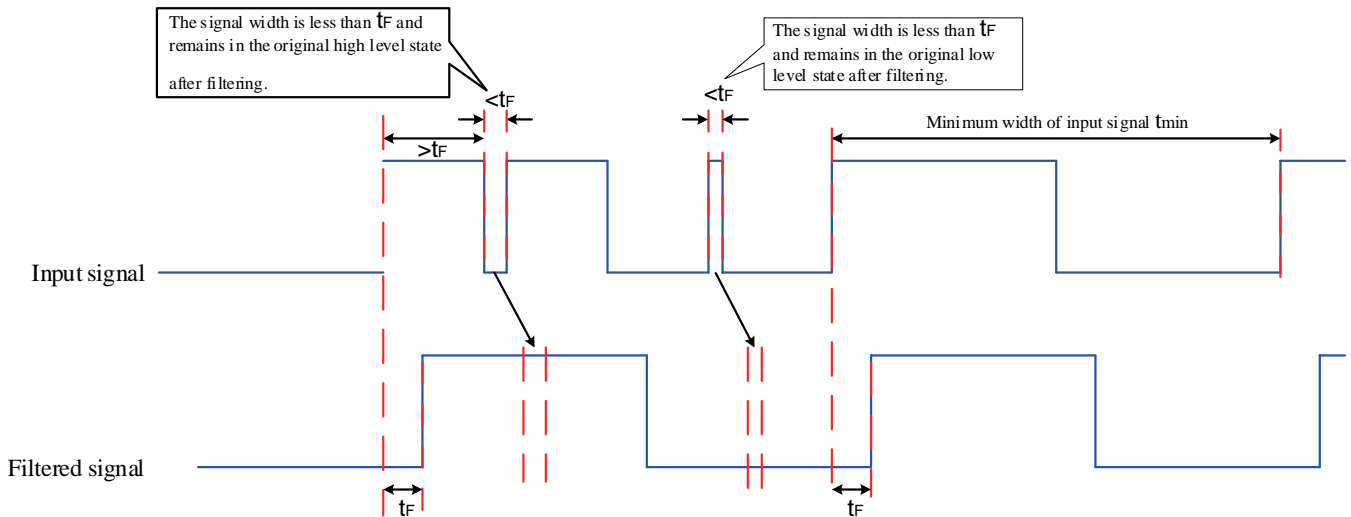 The signal width is less than tF and
remains in the original high level state
after filtering.
The signal width is less than tF
and remains in the original low
level state after filtering.
<tF
<tF
>tF
Minimum width of input signal tmin
Input signal
Filtered signal
tF
tF